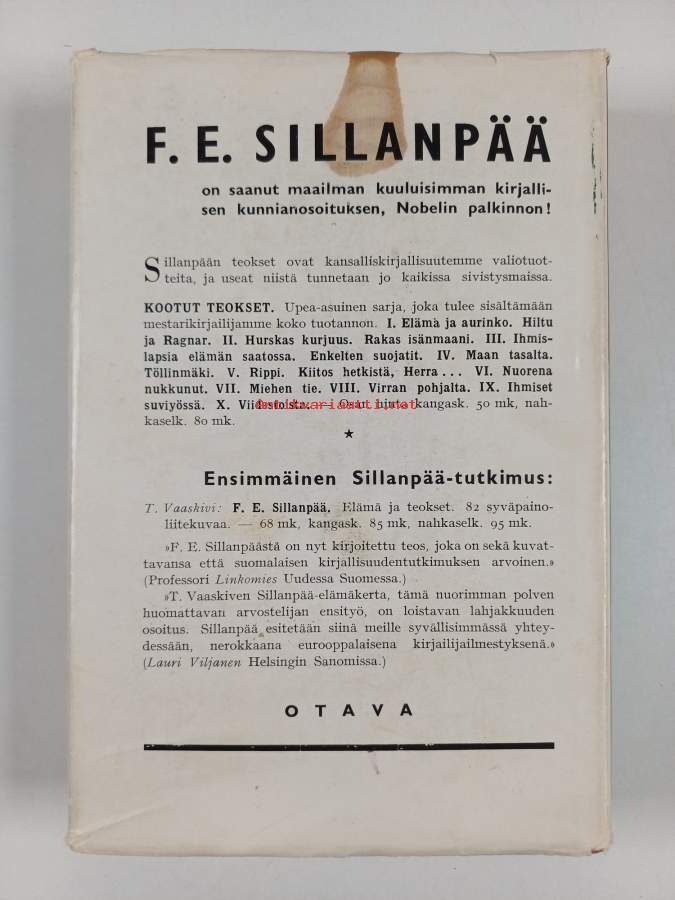 F. E. SILLANPÄÄ
on saanut maailman kuuluisimman kirjalli-
sen kunnianosoituksen, Nobelin palkinnon!
Sillanpään teokset ovat kansalliskirjallisuutemme valiotuot-
teita, ja useat niistä tunnetaan jo kaikissa sivistysmaissa.
KOOTUT TEOKSET. Upea-asuinen sarja, joka tulee sisältämään
mestarikirjailijamme koko tuotannon. I. Elämä ja aurinko. Hiltu
ja Ragnar. II. Hurskas kurjuus. Rakas isänmaani. III. Ihmis-
lapsia elämän saatossa. Enkelten suojatit. IV. Maan tasalta.
Töllinmäki. V. Rippi. Kiitos hetkistä, Herra... VI. Nuorena
nukkunut. VII. Miehen tie. VIII. Virran pohjalta. IX. Ihmiset
suviyössä. X. Viidestoista. — Osan hinta kangask. 50 mk, nah-
kaselk. 80 mk.
★
Ensimmäinen Sillanpää-tutkimus:
T. Vaaskivi: F. E. Sillanpää. Elämä ja teokset. 82 syväpaino-
liitekuvaa. — 68 mk, kangask. 85 mk, nahkaselk. 95 mk.
»F. E. Sillanpäästä on nyt kirjoitettu teos, joka on sekä kuvat-
tavansa että suomalaisen kirjallisuudentutkimuksen arvoinen.»
(Professori Linkomies Uudessa Suomessa.)
»T. Vaaskiven Sillanpää-elämäkerta, tämä nuorimman polven
huomattavan arvostelijan ensityö, on loistavan lahjakkuuden
osoitus. Sillanpää esitetään siinä meille syvällisimmässä yhtey-
dessään, nerokkaana eurooppalaisena kirjailijailmestyksenä.»
(Lauri Viljanen Helsingin Sanomissa.)
OTAVA